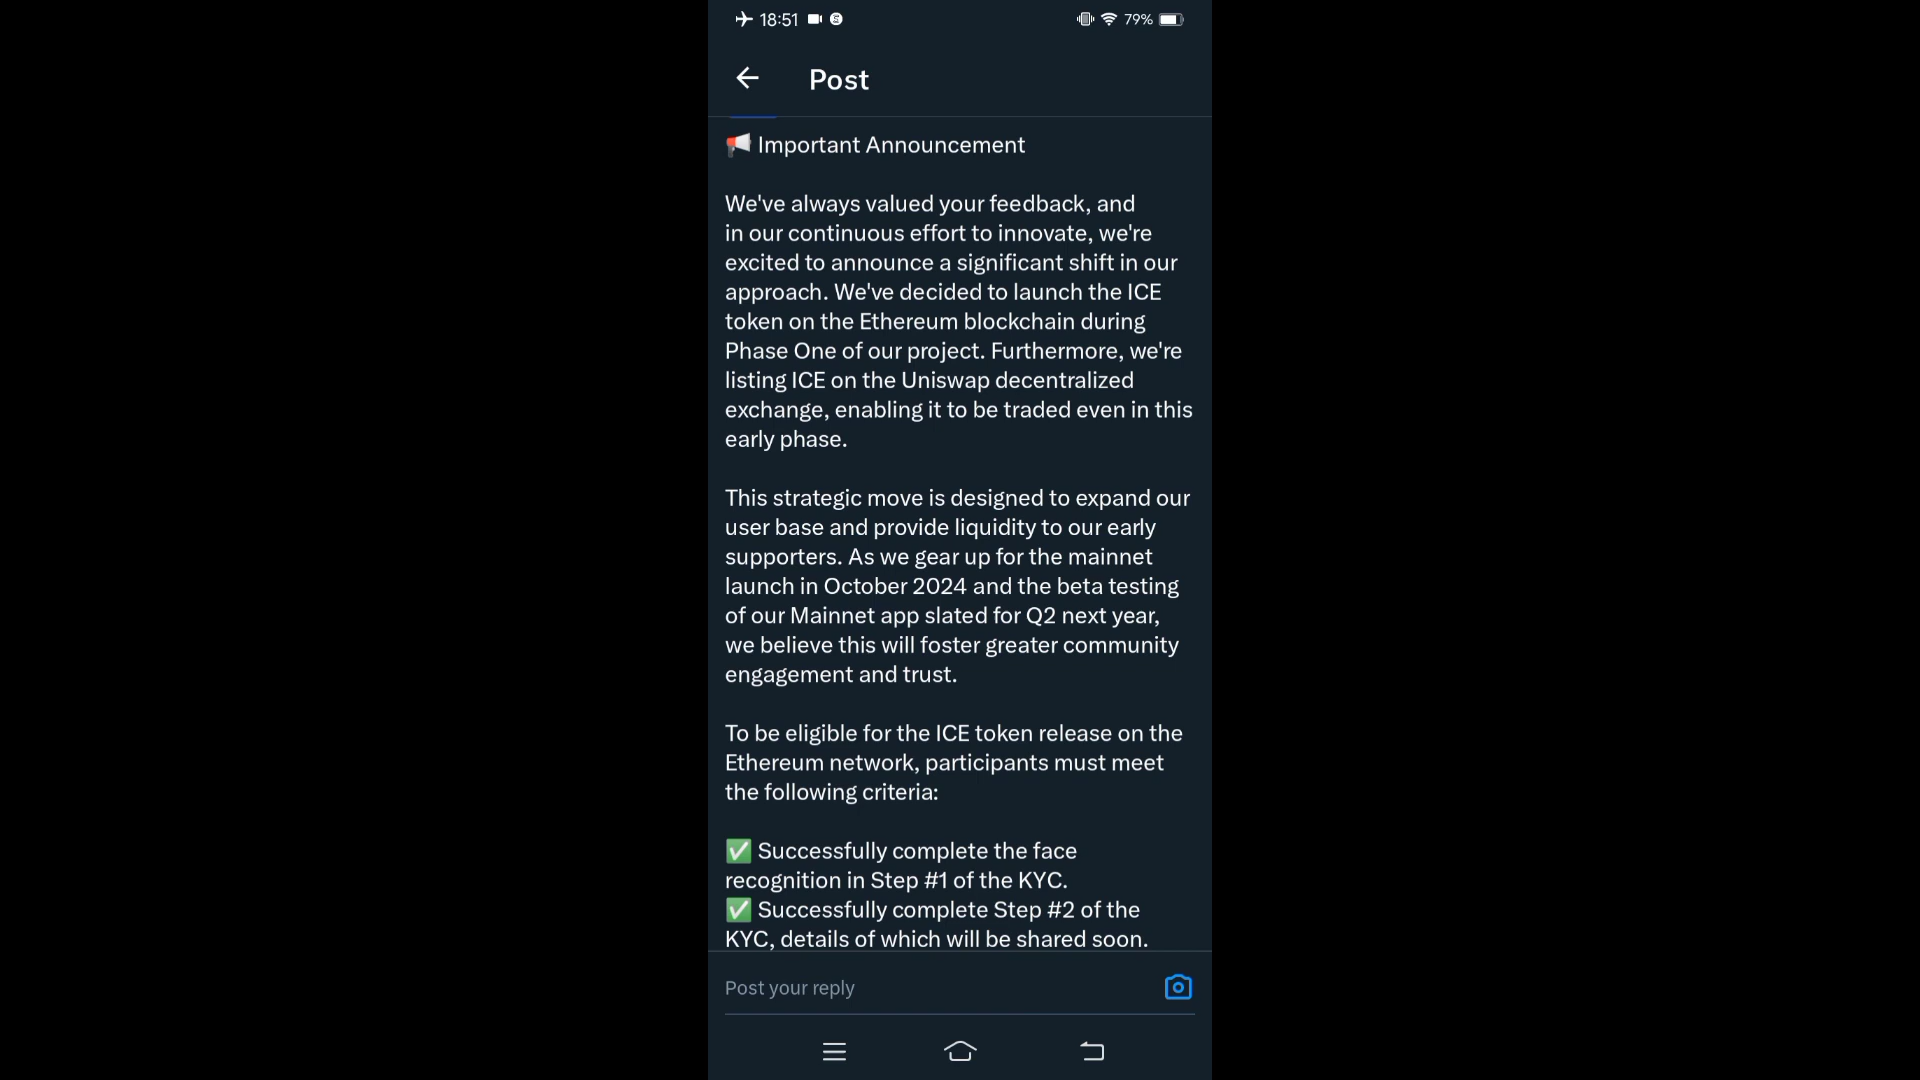 18:51
79%
Post
Important Announcement
We've always valued your feedback, and
in our continuous effort to innovate, we're
excited to announce a significant shift in our
approach. We've decided to launch the ICE
token on the Ethereum blockchain during
Phase One of our project. Furthermore, we're
listing ICE on the Uniswap decentralized
exchange, enabling it to be traded even in this
early phase.
This strategic move is designed to expand our
user base and provide liquidity to our early
supporters. As we gear up for the mainnet
launch in October 2024 and the beta testing
of our Mainnet app slated for Q2 next year,
we believe this will foster greater community
engagement and trust.
To be eligible for the ICE token release on the
Ethereum network, participants must meet
the following criteria:
✅ Successfully complete the face
recognition in Step #1 of the KYC.
✅ Successfully complete Step #2 of the
KYC, details of which will be shared soon.
Post your reply